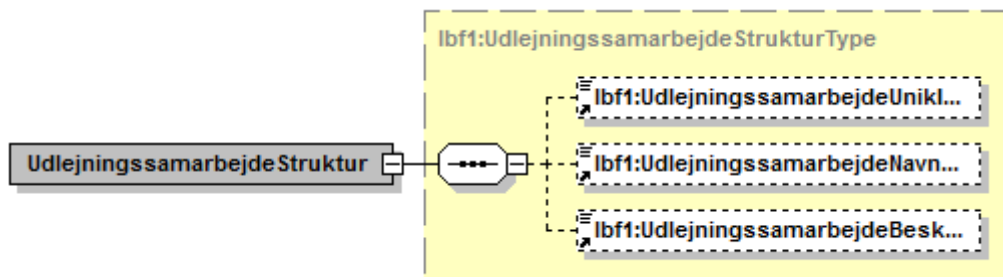 lbf1:UdlejningssamarbejdeStrukturType
lbf1:UdlejningssamarbejdeUnikI...
UdlejningssamarbejdeStruktur
lbf1:UdlejningssamarbejdeNavn...
lbf1:UdlejningssamarbejdeBesk...